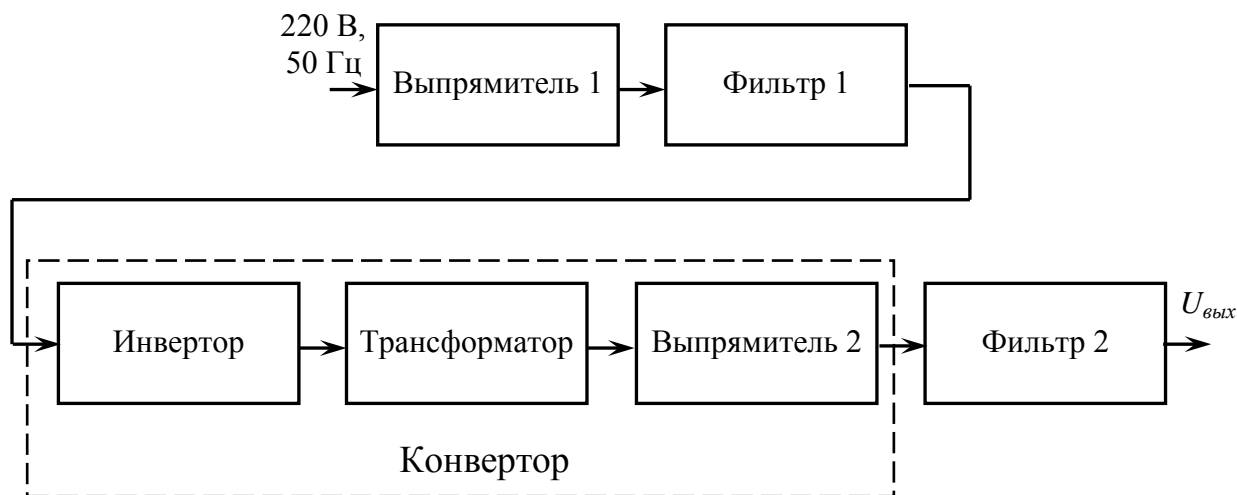 220 В,
50 Гц
Выпрямитель 1
Фильтр 1
Инвертор
Трансформатор
Выпрямитель 2
Фильтр 2
Uвых
Конвертор